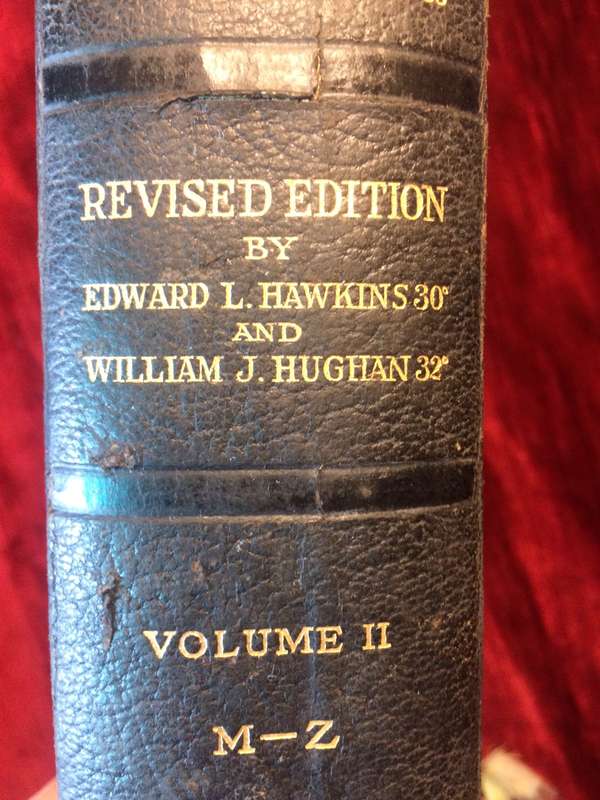 REVISED EDITION
BY
EDWARD L. HAWKINS 30°
AND
WILLIAM J. HUGHAN 32°
VOLUME II
M–Z